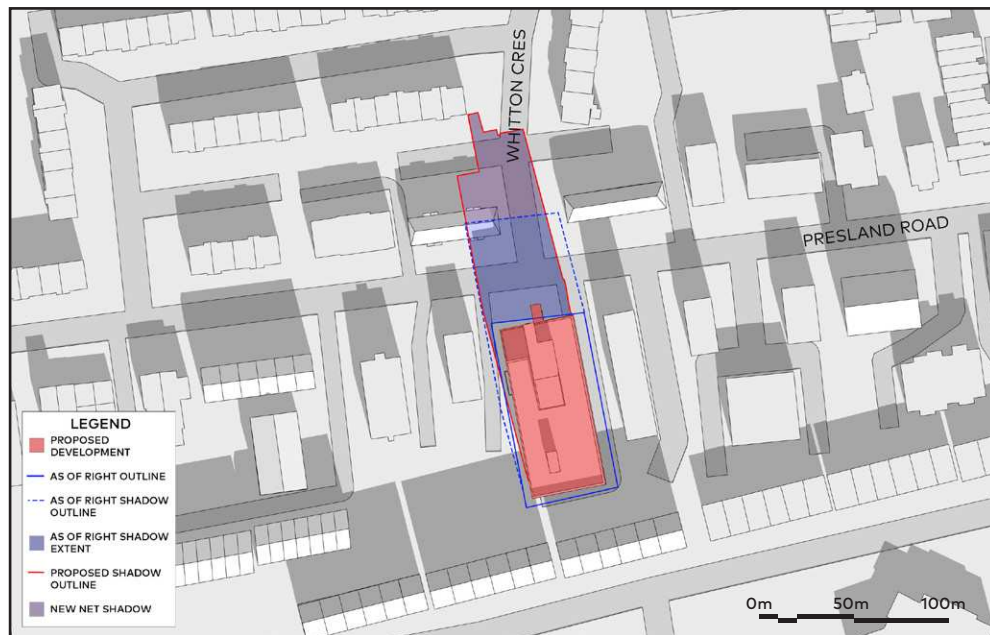 WHITTON CRES
PRESLAND ROAD
LEGEND
PROPOSED
DEVELOPMENT
AS OF RIGHT OUTLINE
AS OF RIGHT SHADOW
OUTLINE
AS OF RIGHT SHADOW
EXTENT
PROPOSED SHADOW
OUTLINE
NEW NET SHADOW
0m 50m 100m